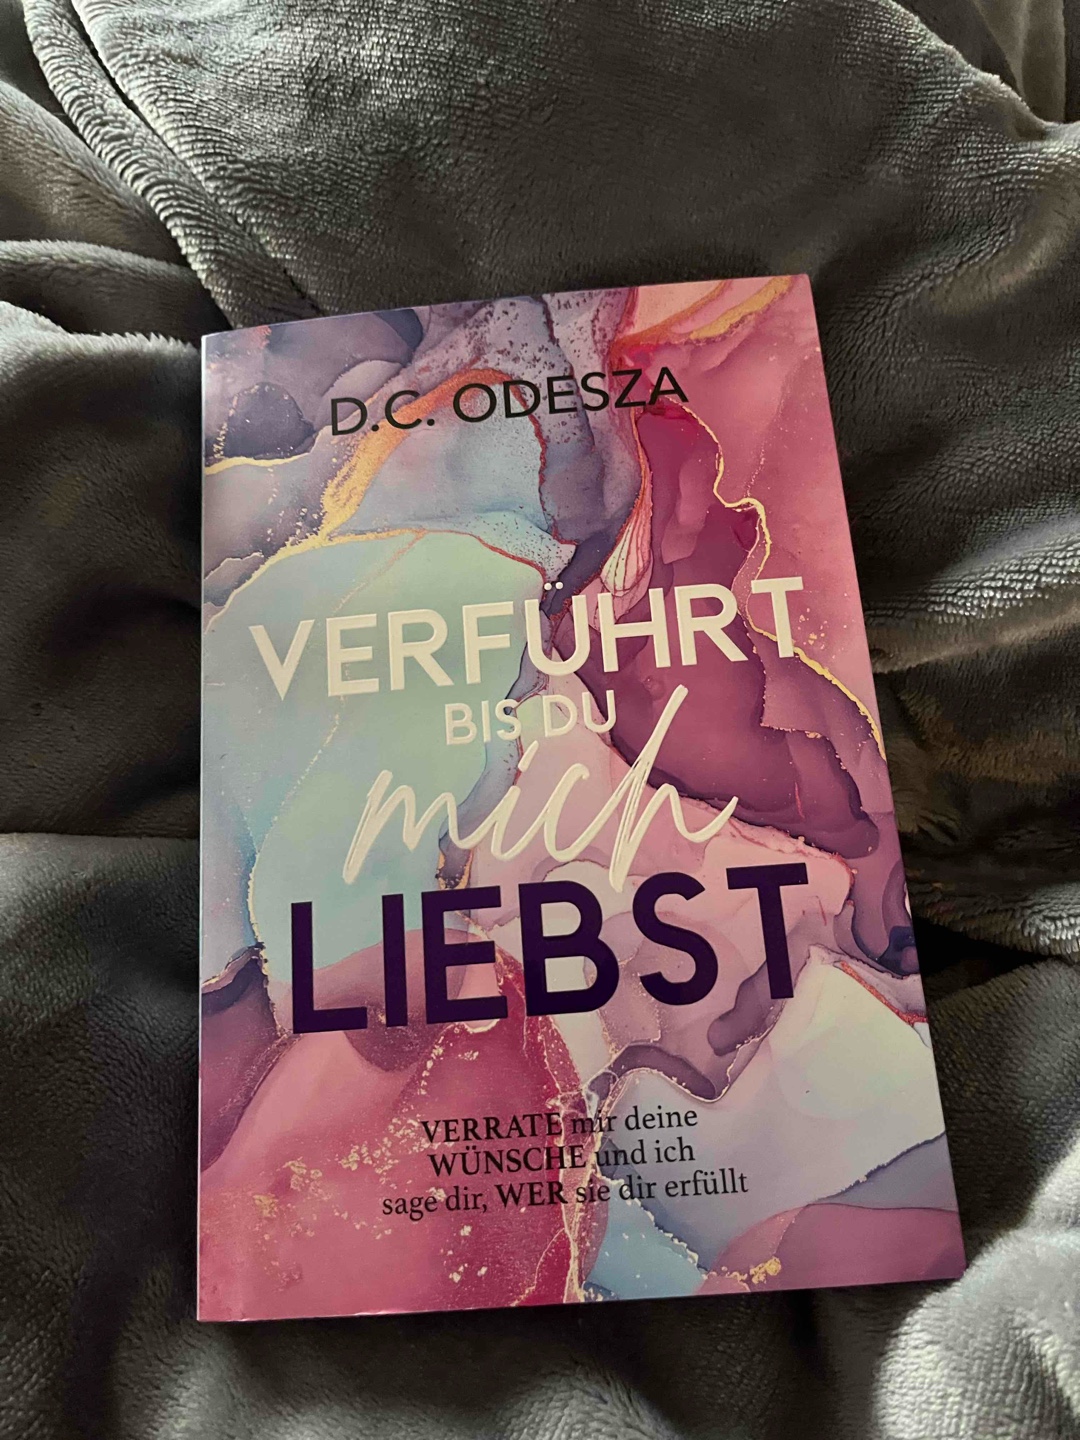 D.C. ODESZA
VERFÜHRT
BIS DU
mich
LIEBST
VERRATE mir deine
WÜNSCHE und ich
sage dir, WER sie dir erfüllt